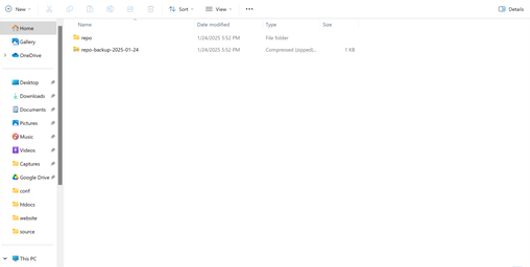 New Sort View ••• Details
Name Date modified Type Size
repo 1/24/2025 5:52 PM File folder
repo-backup-2025-01-24 1/24/2025 5:52 PM Compressed (zipped)... 1 KB
Home
Gallery
OneDrive
Desktop
Downloads
Documents
Pictures
Music
Videos
Captures
Google Drive
conf
htdocs
website
source
This PC